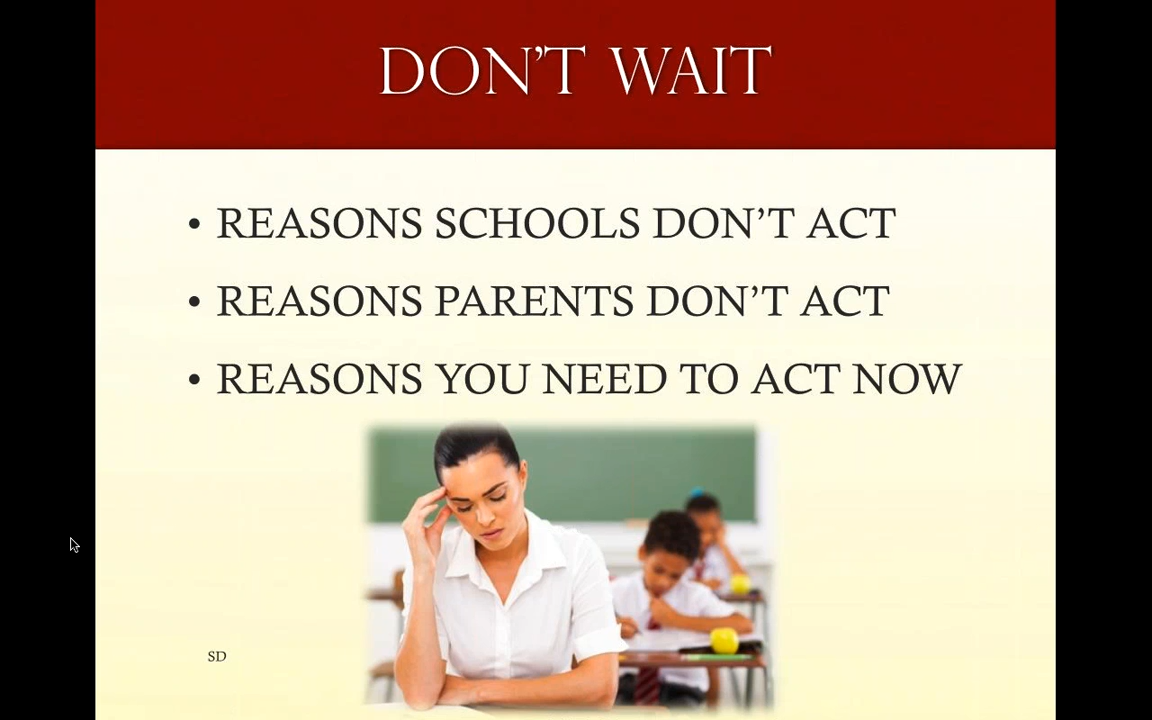 DON’T WAIT
• REASONS SCHOOLS DON’T ACT
• REASONS PARENTS DON’T ACT
• REASONS YOU NEED TO ACT NOW
SD